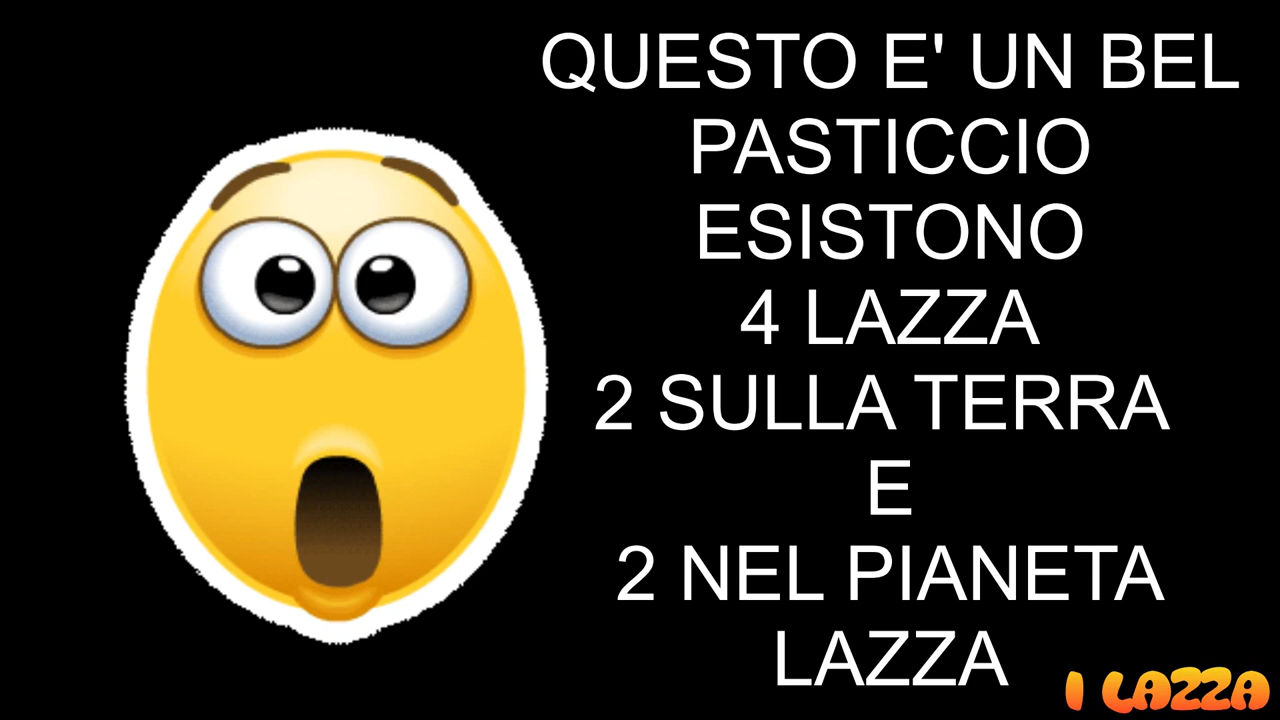 QUESTO E' UN BEL
PASTICCIO
ESISTONO
4 LAZZA
2 SULLA TERRA
E
2 NEL PIANETA
LAZZA
I LAZZA